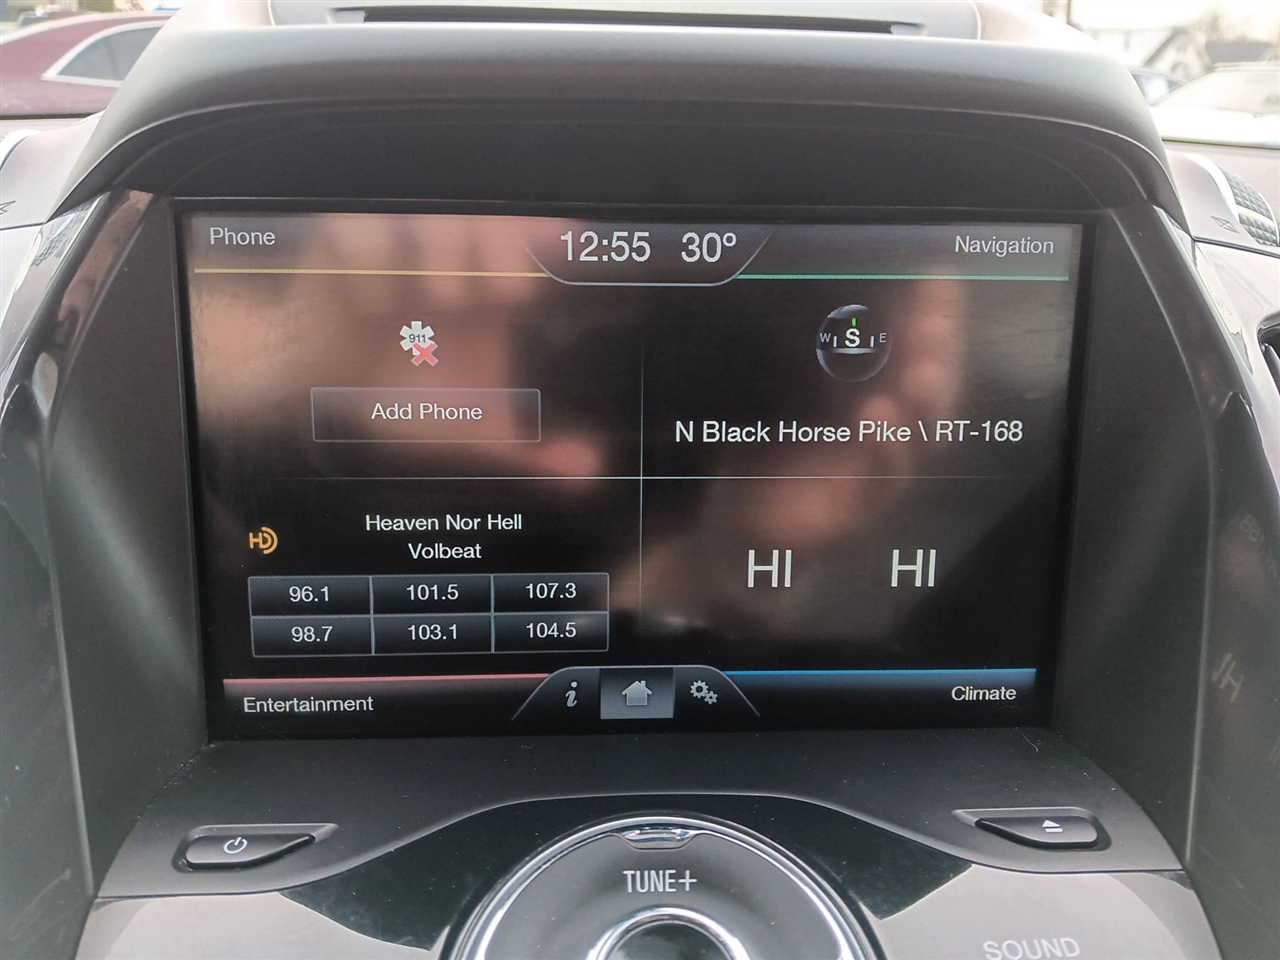 Phone
12:55 30º
Navigation
911
Add Phone
W S E
N Black Horse Pike \ RT-168
HD
Heaven Nor Hell
Volbeat
96.1 101.5 107.3
98.7 103.1 104.5
HI HI
Entertainment
i
Climate
TUNE+
SOUND